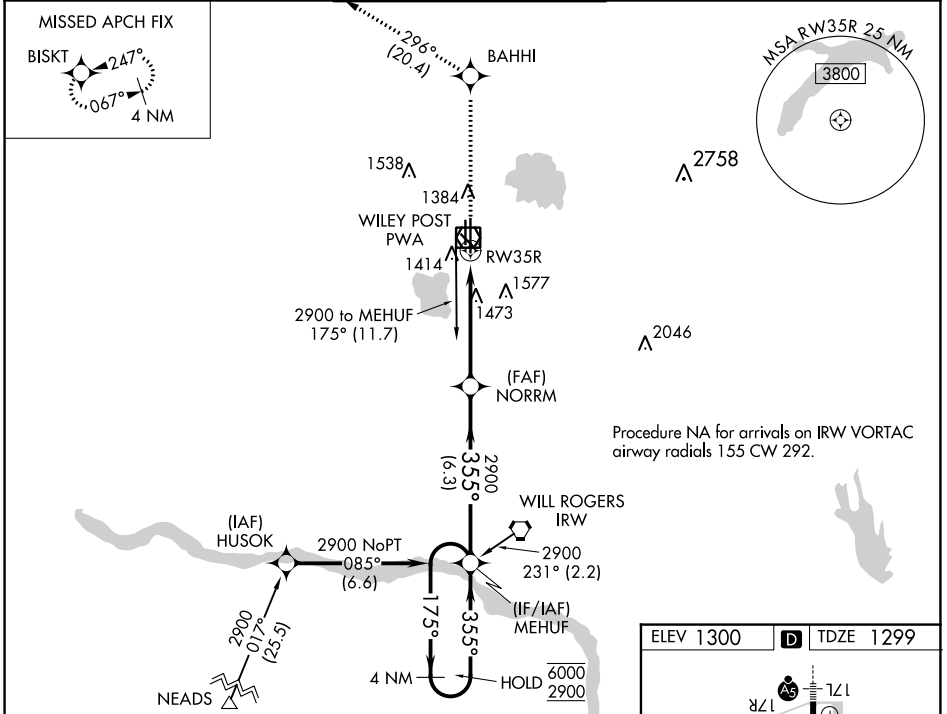 MISSED APCH FIX
BISKT
247°
067°
4 NM
296°
(20.4)
BAHHI
MSA RW35R 25 NM
3800
1538
1384
2758
WILEY POST
PWA
1414
RW35R
1577
1473
2900 to MEHUF
175° (11.7)
2046
(FAF)
NORRM
Procedure NA for arrivals on IRW VORTAC
airway radials 155 CW 292.
2900
355°
(6.3)
WILL ROGERS
IRW
(IAF)
HUSOK
2900 NoPT
085°
(6.6)
2900
231° (2.2)
(IF/IAF)
MEHUF
175°
355°
2900
017°
(25.5)
NEADS
4 NM
HOLD
6000
2900
ELEV 1300
D
TDZE 1299
A5
17L
17R